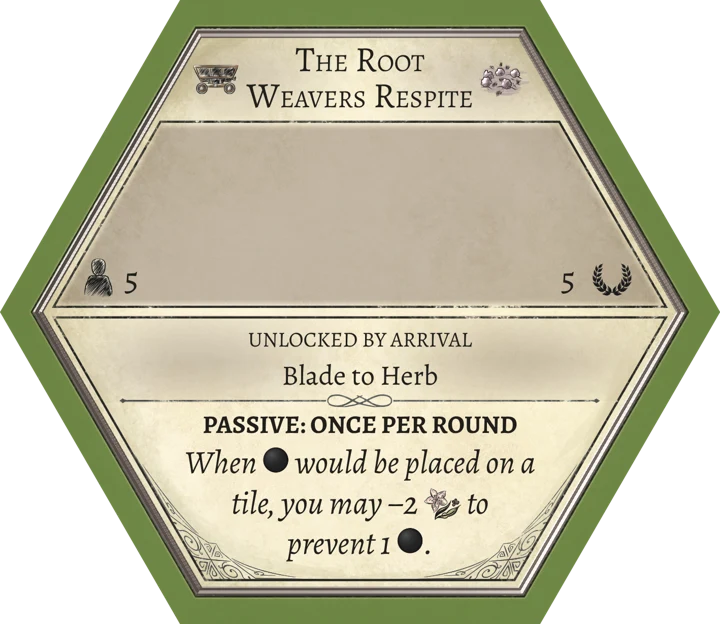 The Root
Weavers Respite
5
5
UNLOCKED BY ARRIVAL
Blade to Herb
PASSIVE: ONCE PER ROUND
When would be placed on a
tile, you may –2 to
prevent 1 .